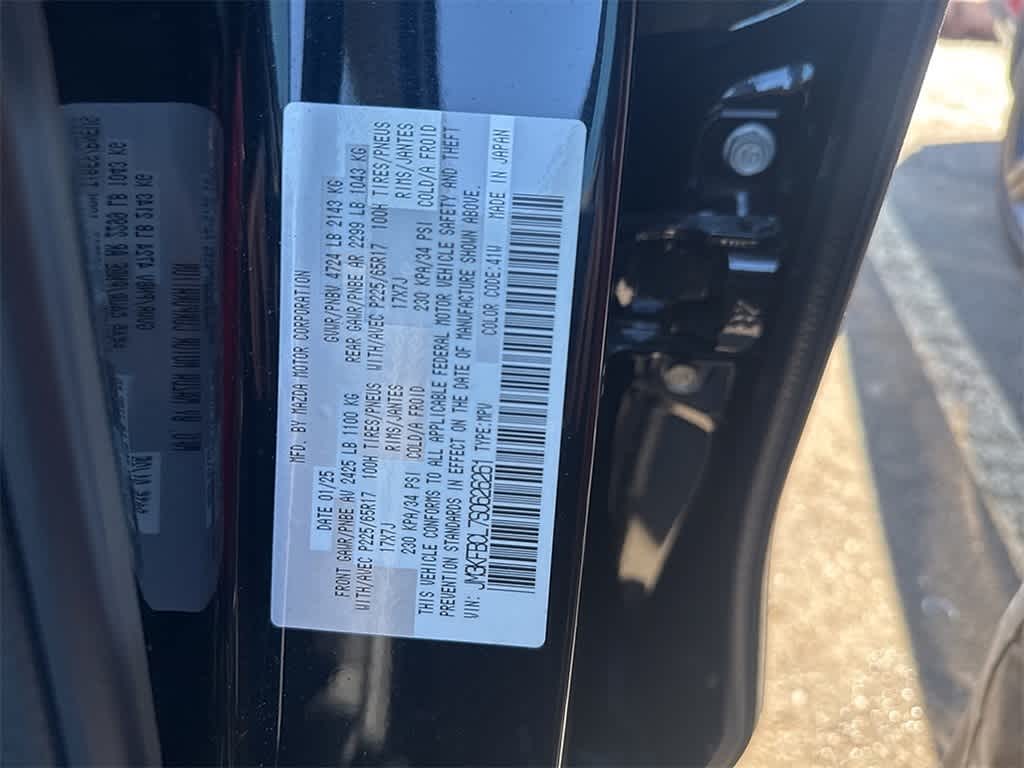 MFD. BY MAZDA MOTOR CORPORATION
DATE 01/25 GVWR/PNBV 4724 LB 2143 KG
FRONT GAWR/PNBE AV 2425 LB 1100 KG REAR GAWR/PNBE AR 2299 LB 1043 KG
WITH/AVEC P225/65R17 100H TIRES/PNEUS WITH/AVEC P225/65R17 100H TIRES/PNEUS
17X7J RIMS/JANTES 17X7J RIMS/JANTES
230 KPA/34 PSI COLD/A FROID 230 KPA/34 PSI COLD/A FROID
THIS VEHICLE CONFORMS TO ALL APPLICABLE FEDERAL MOTOR VEHICLE SAFETY AND THEFT
PREVENTION STANDARDS IN EFFECT ON THE DATE OF MANUFACTURE SHOWN ABOVE.
VIN: JM3KFBCL7S0626261 TYPE:MPV COLOR CODE:41W MADE IN JAPAN